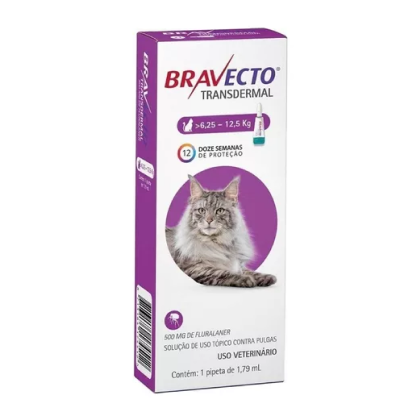 BRAVECTO®
TRANSDERMAL
>6,25 – 12,5 Kg
12
DOZE SEMANAS
DE PROTEÇÃO
500 MG DE FLURALANER
SOLUÇÃO DE USO TÓPICO CONTRA PULGAS
USO VETERINÁRIO
Contém: 1 pipeta de 1,79 mL